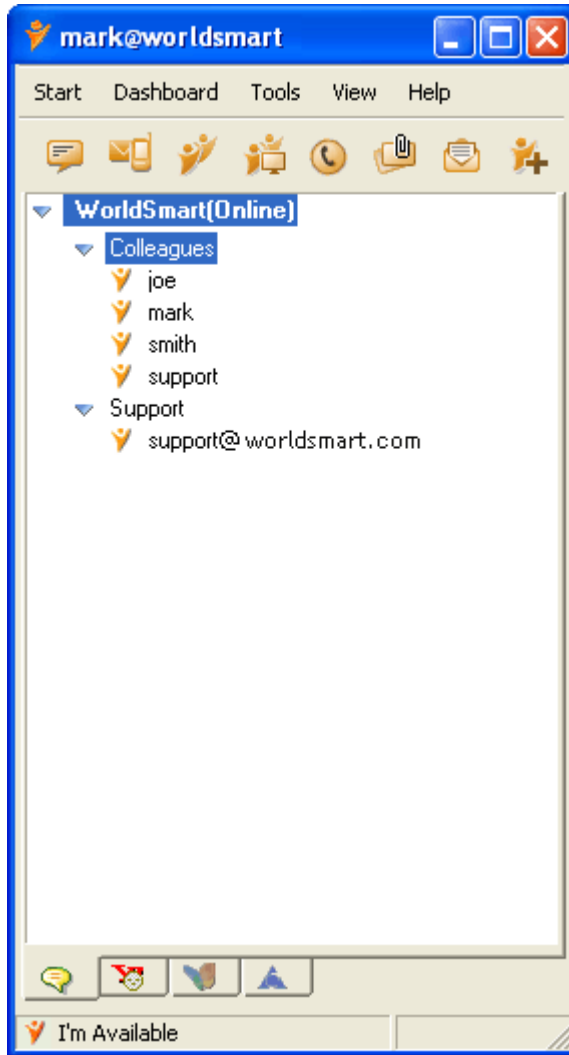 mark@worldsmart
Start Dashboard Tools View Help
WorldSmart(Online)
Colleagues
joe
mark
smith
support
Support
support@worldsmart.com
I'm Available